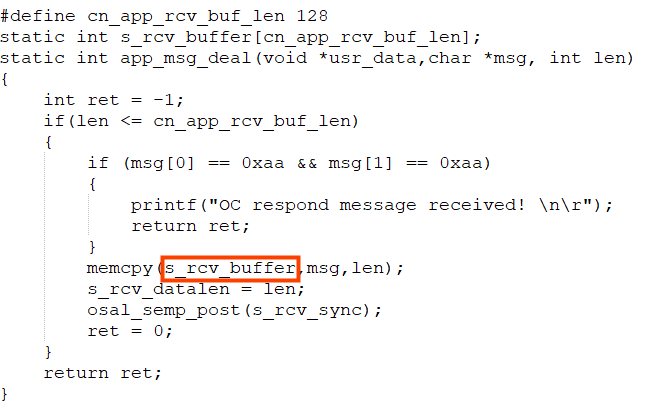 #define cn_app_rcv_buf_len 128
static int s_rcv_buffer[cn_app_rcv_buf_len];
static int app_msg_deal(void *usr_data,char *msg, int len)
{
    int ret = -1;
    if(len <= cn_app_rcv_buf_len)
    {
        if (msg[0] == 0xaa && msg[1] == 0xaa)
        {
            printf("OC respond message received! \n\r");
            return ret;
        }
        memcpy(s_rcv_buffer,msg,len);
        s_rcv_datalen = len;
        osal_semp_post(s_rcv_sync);
        ret = 0;
    }
    return ret;
}